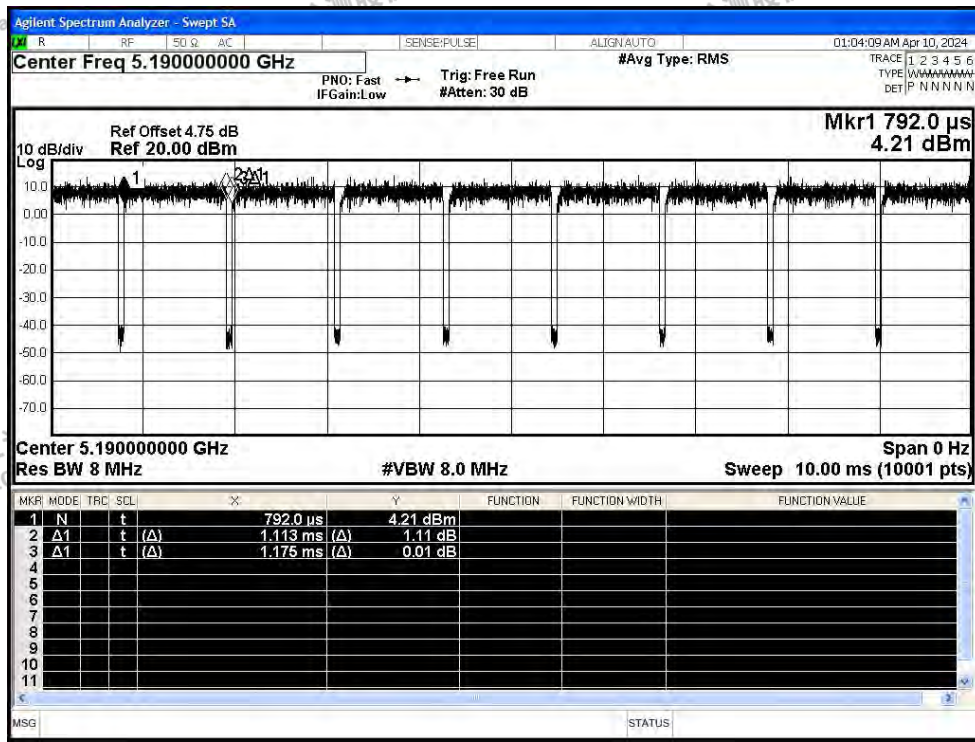 Agilent Spectrum Analyzer - Swept SA
R RF 50 Ω AC SENSE:PULSE ALIGN AUTO 01:04:09 AM Apr 10, 2024
Center Freq 5.190000000 GHz
PNO: Fast
IFGain:Low
Trig: Free Run
#Atten: 30 dB
#Avg Type: RMS
TRACE 1 2 3 4 5 6
TYPE
DET P N N N N N
Mkr1 792.0 µs
4.21 dBm
Ref Offset 4.75 dB
10 dB/div Ref 20.00 dBm
Log
1
10.0
0.00
-10.0
-20.0
-30.0
-40.0
-50.0
-60.0
-70.0
Center 5.190000000 GHz Span 0 Hz
Res BW 8 MHz #VBW 8.0 MHz Sweep 10.00 ms (10001 pts)
MKR MODE TRC SCL X Y FUNCTION FUNCTION WIDTH FUNCTION VALUE
1 N t 792.0 µs 4.21 dBm
2 Δ1 t (Δ) 1.113 ms (Δ) 1.11 dB
3 Δ1 t (Δ) 1.175 ms (Δ) 0.01 dB
4
5
6
7
8
9
10
11
MSG STATUS